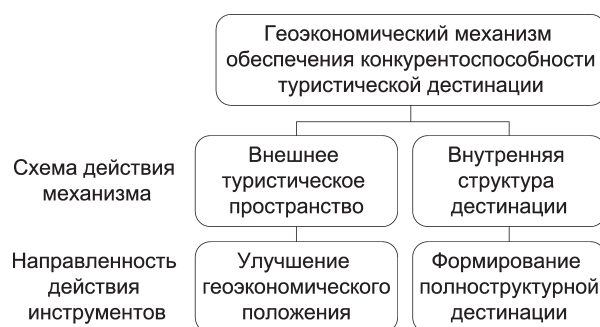 Геоэкономический механизм
обеспечения конкурентоспособности
туристической дестинации
Схема действия
механизма
Внешнее
туристическое
пространство
Внутренняя
структура
дестинации
Направленность
действия
инструментов
Улучшение
геоэкономического
положения
Формирование
полноструктурной
дестинации